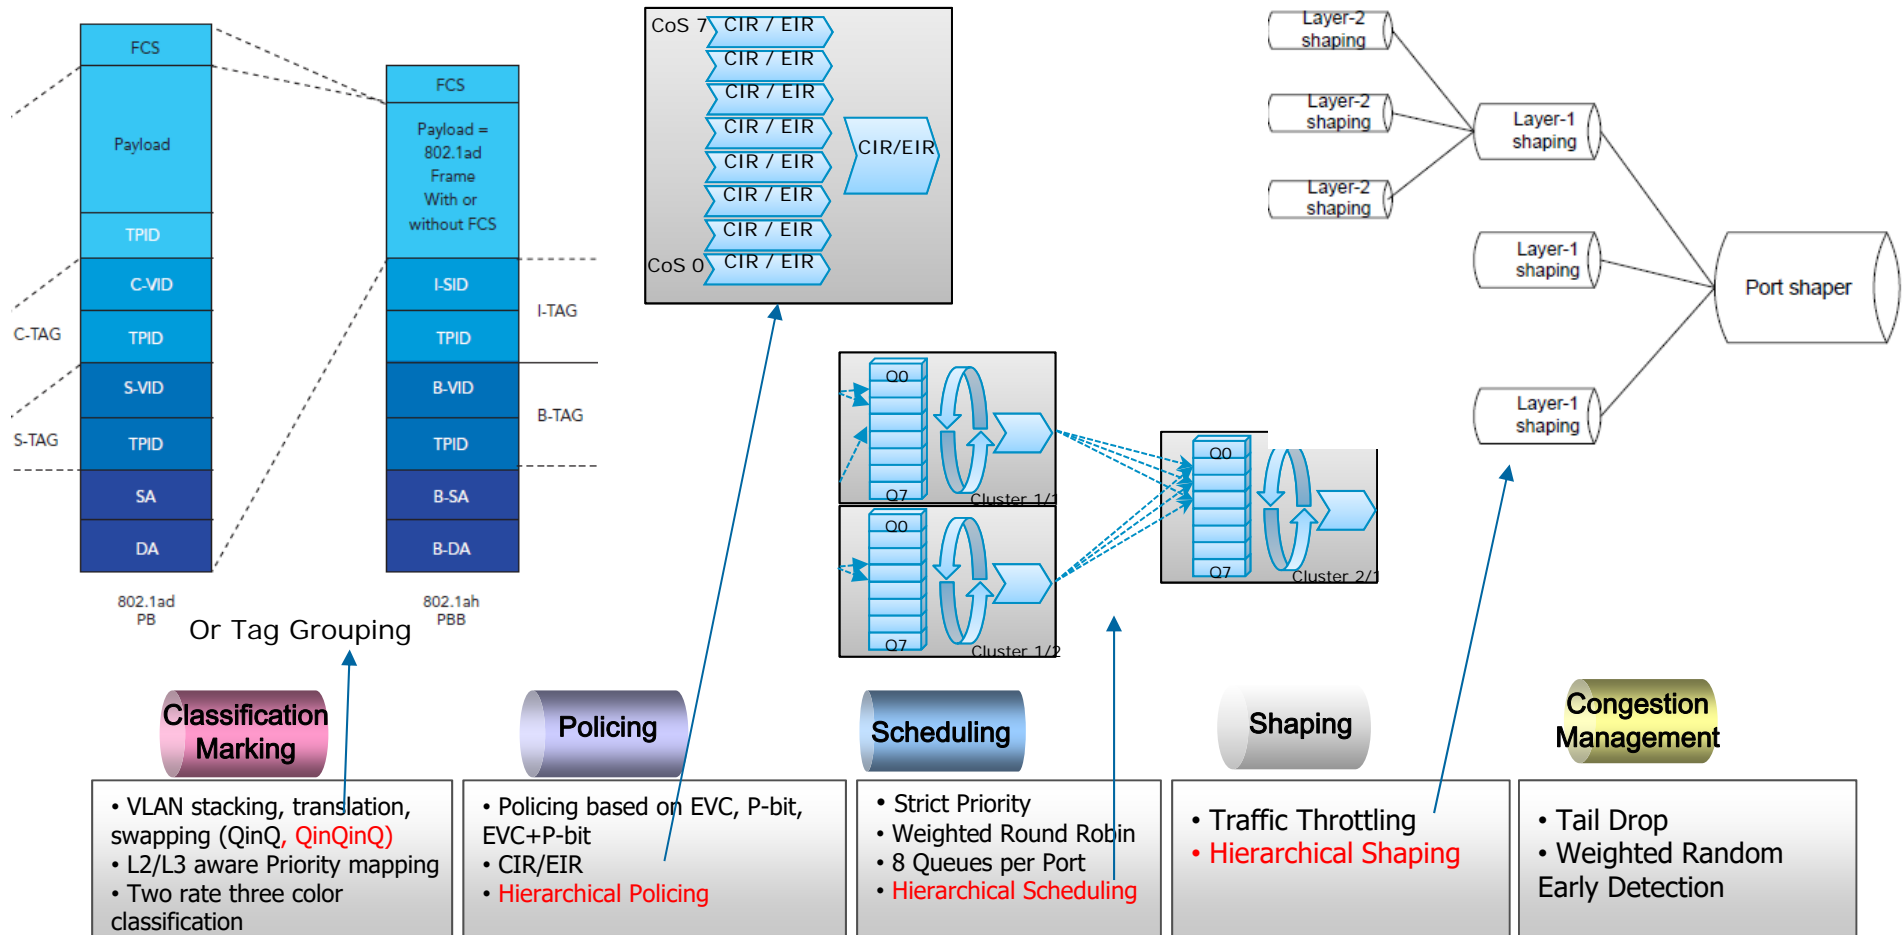 FCS
Payload
TPID
C-VID
TPID
S-VID
TPID
SA
DA
C-TAG
S-TAG
802.1ad
PB
FCS
Payload =
802.1ad
Frame
With or
without FCS
I-SID
TPID
B-VID
TPID
B-SA
B-DA
I-TAG
B-TAG
802.1ah
PBB
Or Tag Grouping
CoS 7
CIR / EIR
CIR / EIR
CIR / EIR
CIR / EIR
CIR / EIR
CIR / EIR
CIR / EIR
CoS 0
CIR / EIR
CIR/EIR
Q0
Q7
Cluster 1/1
Q0
Q7
Cluster 1/2
Q0
Q7
Cluster 2/1
Layer-2
shaping
Layer-2
shaping
Layer-2
shaping
Layer-1
shaping
Layer-1
shaping
Layer-1
shaping
Port shaper
Classification
Marking
• VLAN stacking, translation,
swapping (QinQ, QinQinQ)
• L2/L3 aware Priority mapping
• Two rate three color
classification
Policing
• Policing based on EVC, P-bit,
EVC+P-bit
• CIR/EIR
• Hierarchical Policing
Scheduling
• Strict Priority
• Weighted Round Robin
• 8 Queues per Port
• Hierarchical Scheduling
Shaping
• Traffic Throttling
• Hierarchical Shaping
Congestion
Management
• Tail Drop
• Weighted Random
Early Detection